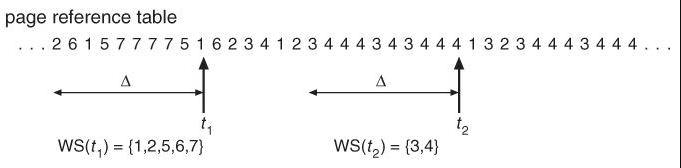 page reference table
. . . 2 6 1 5 7 7 7 7 5 1 6 2 3 4 1 2 3 4 4 4 3 4 3 4 4 4 1 3 2 3 4 4 4 3 4 4 4 . . .
Δ Δ
t1 t2
WS(t1) = {1,2,5,6,7} WS(t2) = {3,4}